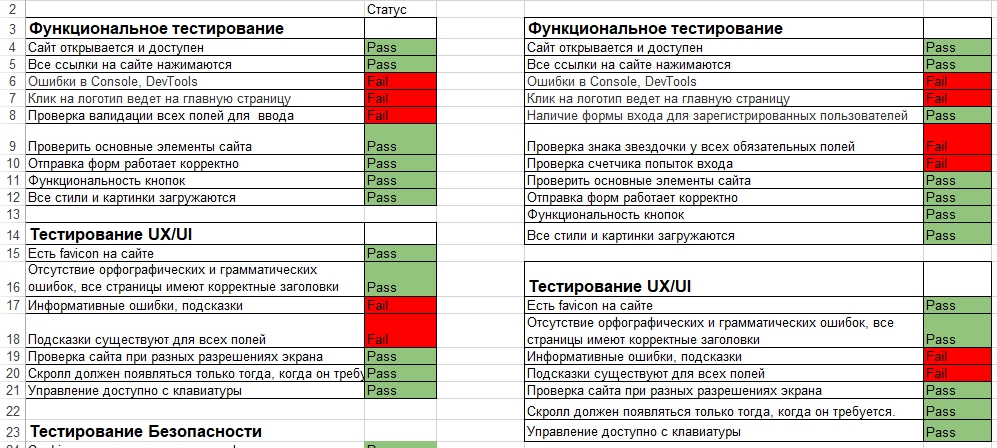 2 Статус
3 Функциональное тестирование
4 Сайт открывается и доступен Pass
5 Все ссылки на сайте нажимаются Pass
6 Ошибки в Console, DevTools Fail
7 Клик на логотип ведет на главную страницу Fail
8 Проверка валидации всех полей для ввода Fail
9 Проверить основные элементы сайта Pass
10 Отправка форм работает корректно Pass
11 Функциональность кнопок Pass
12 Все стили и картинки загружаются Pass
13
14 Тестирование UX/UI
15 Есть favicon на сайте Pass
Отсутствие орфографических и грамматических
16 ошибок, все страницы имеют корректные заголовки Pass
17 Информативные ошибки, подсказки Fail
18 Подсказки существуют для всех полей Fail
19 Проверка сайта при разных разрешениях экрана Pass
20 Скролл должен появляться только тогда, когда он требу Pass
21 Управление доступно с клавиатуры Pass
22
23 Тестирование Безопасности
Функциональное тестирование
Сайт открывается и доступен Pass
Все ссылки на сайте нажимаются Pass
Ошибки в Console, DevTools Fail
Клик на логотип ведет на главную страницу Fail
Наличие формы входа для зарегистрированных пользователей Pass
Проверка знака звездочки у всех обязательных полей Fail
Проверка счетчика попыток входа Fail
Проверить основные элементы сайта Pass
Отправка форм работает корректно Pass
Функциональность кнопок Pass
Все стили и картинки загружаются Pass
Тестирование UX/UI
Есть favicon на сайте Pass
Отсутствие орфографических и грамматических ошибок, все
страницы имеют корректные заголовки Pass
Информативные ошибки, подсказки Fail
Подсказки существуют для всех полей Fail
Проверка сайта при разных разрешениях экрана Pass
Скролл должен появляться только тогда, когда он требуется. Pass
Управление доступно с клавиатуры Pass